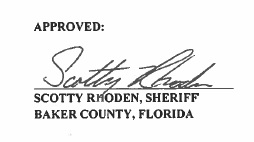 APPROVED:
Scotty Rhoden
SCOTTY RHODEN, SHERIFF
BAKER COUNTY, FLORIDA